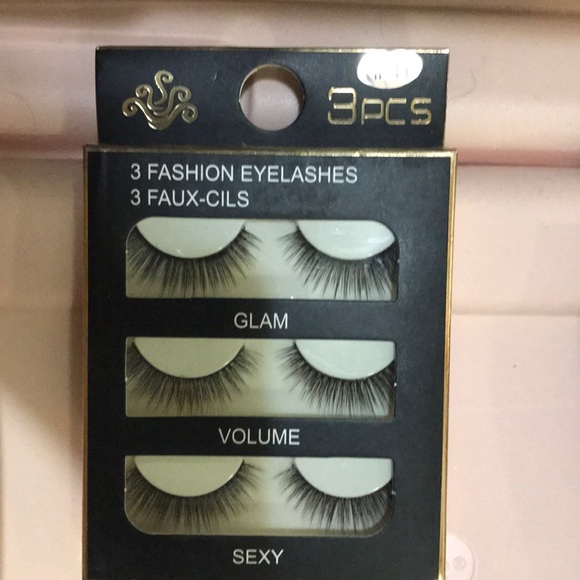 3PCS
3 FASHION EYELASHES
3 FAUX-CILS
GLAM
VOLUME
SEXY